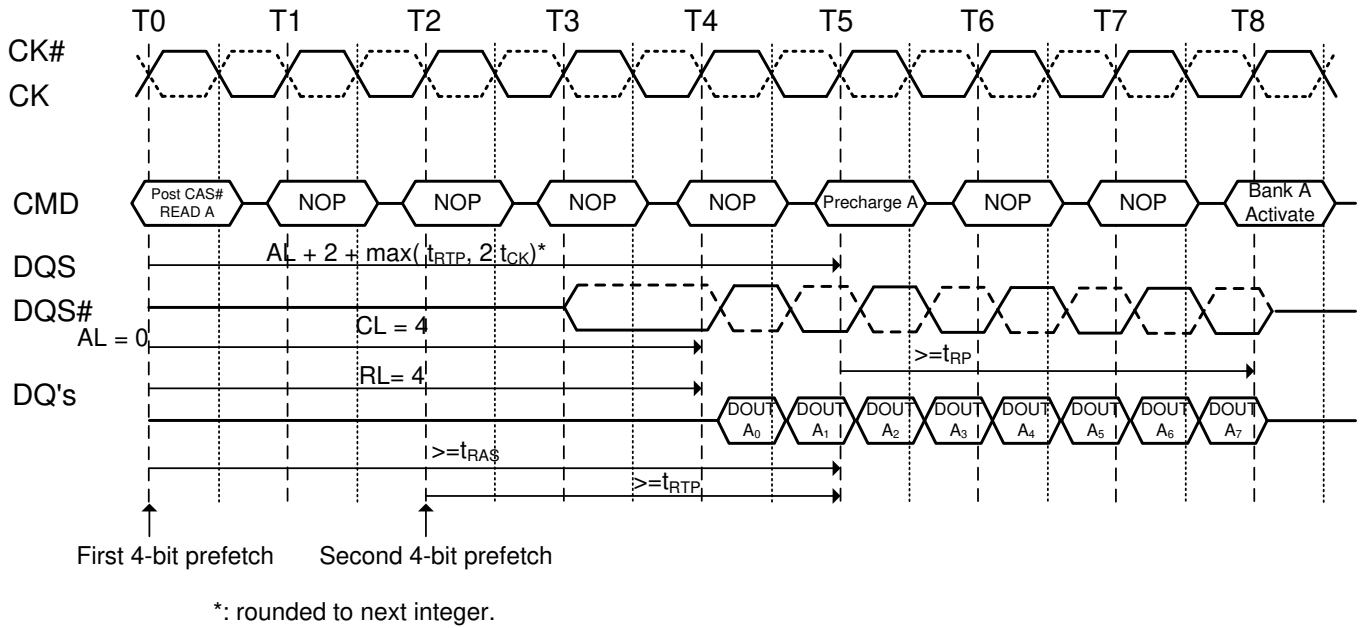 T0 T1 T2 T3 T4 T5 T6 T7 T8
CK#
CK
CMD
Post CAS# READ A
NOP
NOP
NOP
NOP
Precharge A
NOP
NOP
Bank A Activate
AL + 2 + max( tRTP, 2 tCK)*
DQS
DQS#
CL = 4
AL = 0
>=tRP
RL= 4
DQ's
DOUT A0
DOUT A1
DOUT A2
DOUT A3
DOUT A4
DOUT A5
DOUT A6
DOUT A7
>=tRAS
>=tRTP
First 4-bit prefetch
Second 4-bit prefetch
*: rounded to next integer.